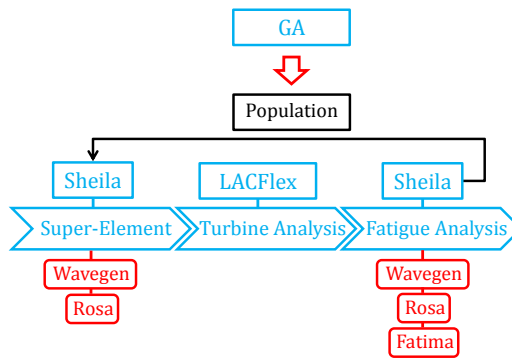 GA
Population
Sheila
LACFlex
Sheila
Super-Element
Turbine Analysis
Fatigue Analysis
Wavegen
Rosa
Wavegen
Rosa
Fatima